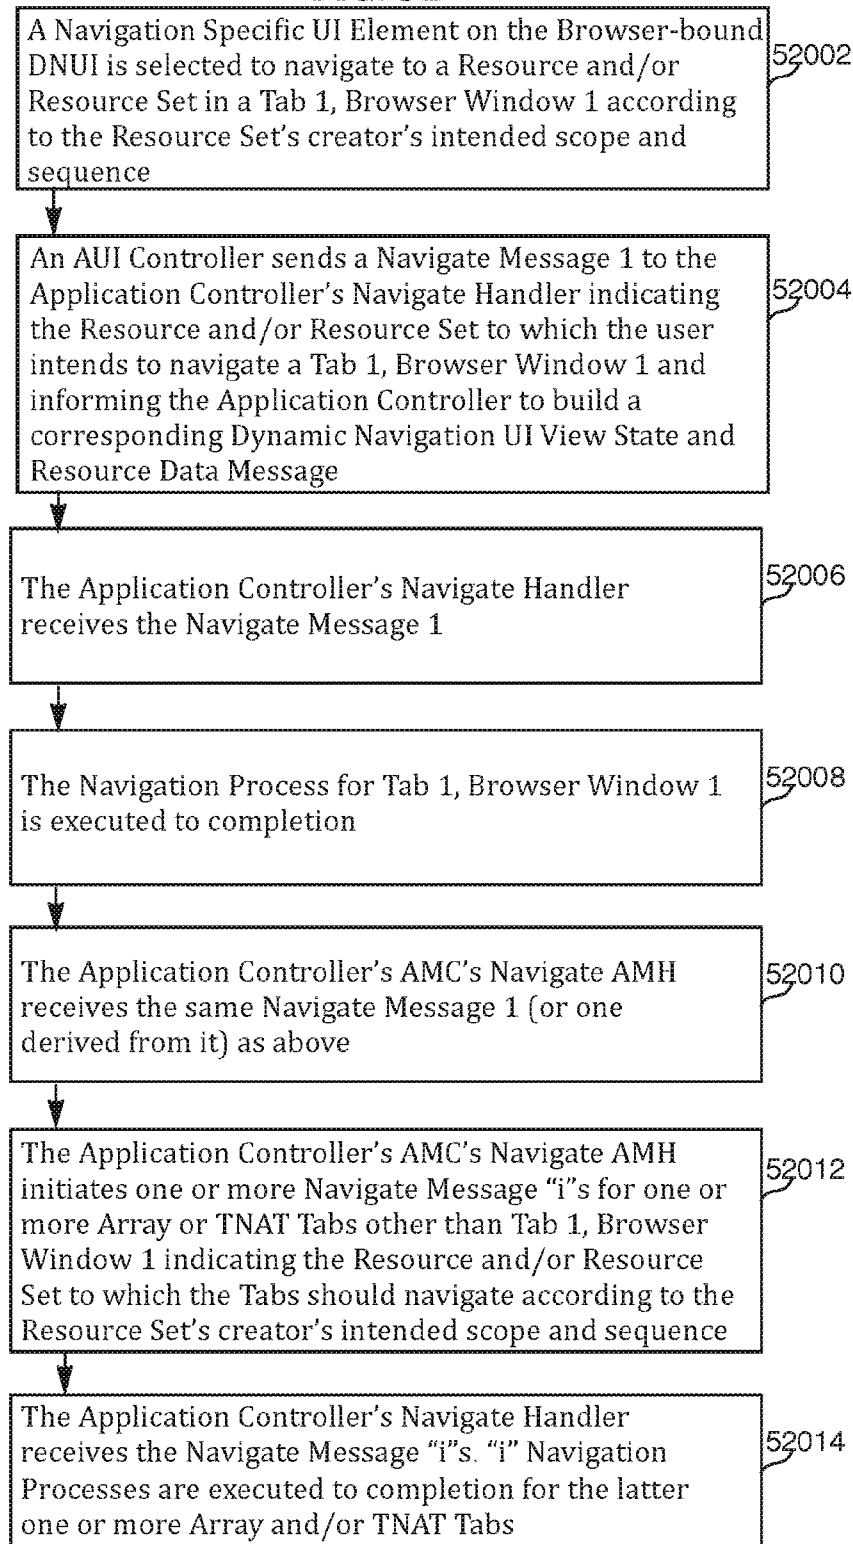 A Navigation Specific UI Element on the Browser-bound
DNUI is selected to navigate to a Resource and/or
Resource Set in a Tab 1, Browser Window 1 according
to the Resource Set’s creator’s intended scope and
sequence
52002
An AUI Controller sends a Navigate Message 1 to the
Application Controller’s Navigate Handler indicating
the Resource and/or Resource Set to which the user
intends to navigate a Tab 1, Browser Window 1 and
informing the Application Controller to build a
corresponding Dynamic Navigation UI View State and
Resource Data Message
52004
The Application Controller’s Navigate Handler
receives the Navigate Message 1
52006
The Navigation Process for Tab 1, Browser Window 1
is executed to completion
52008
The Application Controller’s AMC’s Navigate AMH
receives the same Navigate Message 1 (or one
derived from it) as above
52010
The Application Controller’s AMC’s Navigate AMH
initiates one or more Navigate Message “i”s for one or
more Array or TNAT Tabs other than Tab 1, Browser
Window 1 indicating the Resource and/or Resource
Set to which the Tabs should navigate according to the
Resource Set’s creator’s intended scope and sequence
52012
The Application Controller’s Navigate Handler
receives the Navigate Message “i”s. “i” Navigation
Processes are executed to completion for the latter
one or more Array and/or TNAT Tabs
52014